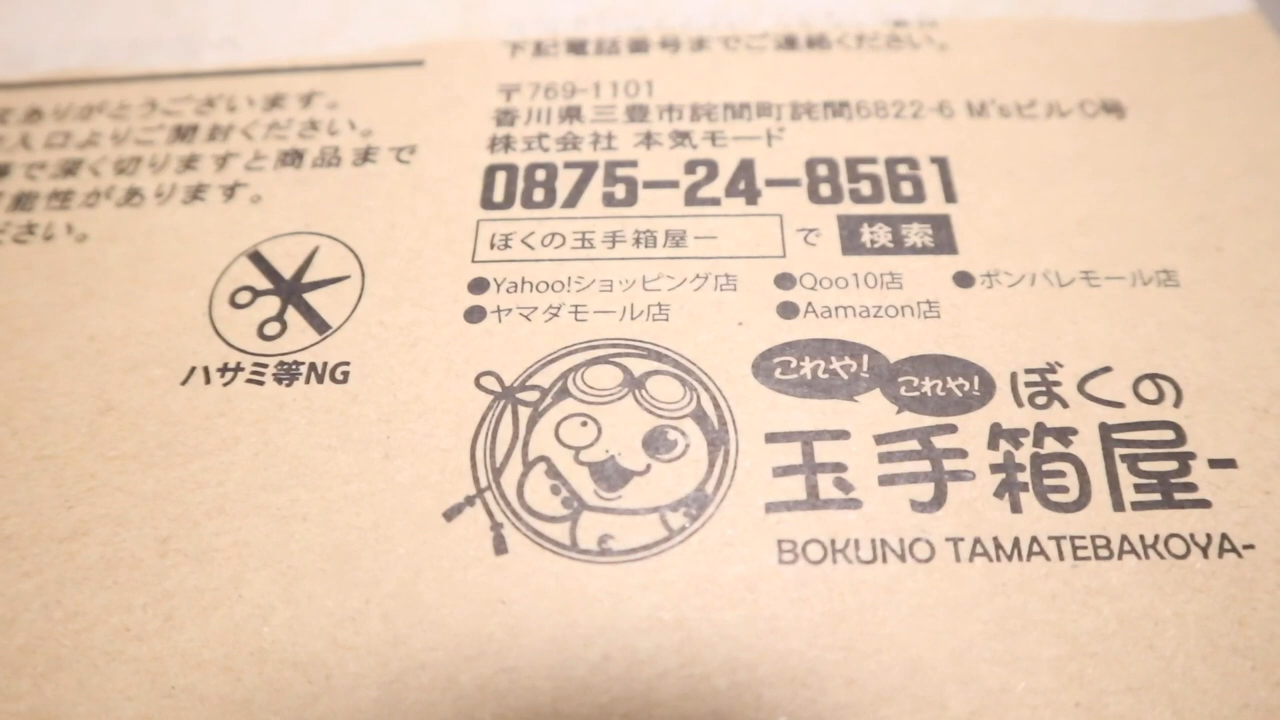 下記電話番号までご連絡ください。
ありがとうございます。
入口よりご開封ください。
で深く切りますと商品まで
能性があります。
ださい。
ハサミ等NG
〒769-1101
香川県三豊市詫間町詫間6822-6 M'sビルC号
株式会社 本気モード
0875-24-8561
ぼくの玉手箱屋ー で 検索
●Yahoo!ショッピング店 ●Qoo10店 ●ポンパレモール店
●ヤマダモール店 ●Aamazon店
これや! これや! ぼくの
玉手箱屋-
BOKUNO TAMATEBAKOYA-